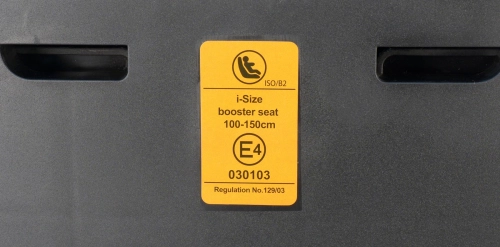 ISO/B2
i-Size
booster seat
100-150cm
E4
030103
Regulation No.129/03